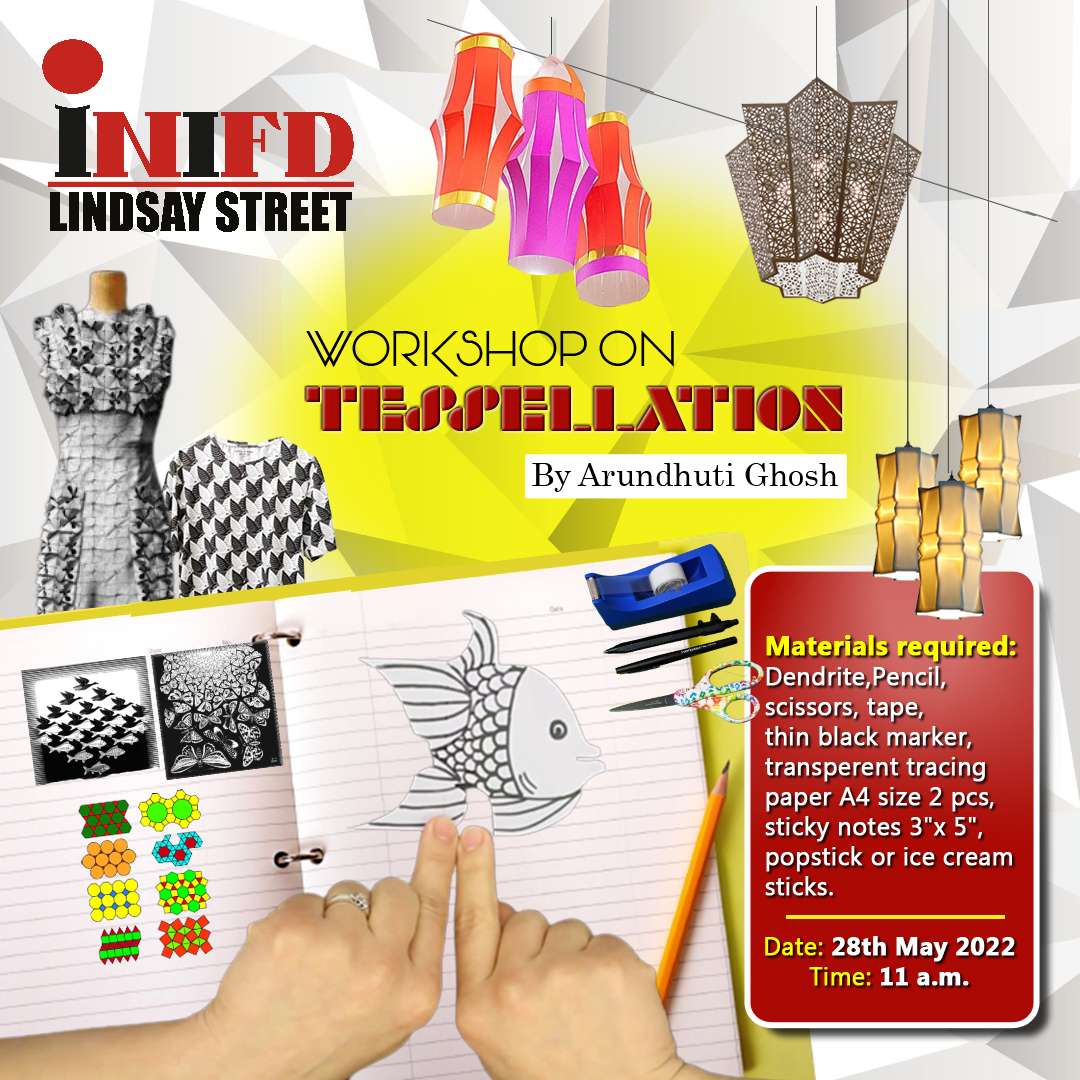 iNIFD
LINDSAY STREET
WORKSHOP ON
TESSELLATION
By Arundhuti Ghosh
Date
Materials required:
Dendrite,Pencil,
scissors, tape,
thin black marker,
transperent tracing
paper A4 size 2 pcs,
sticky notes 3"x 5",
popstick or ice cream
sticks.
Date: 28th May 2022
Time: 11 a.m.